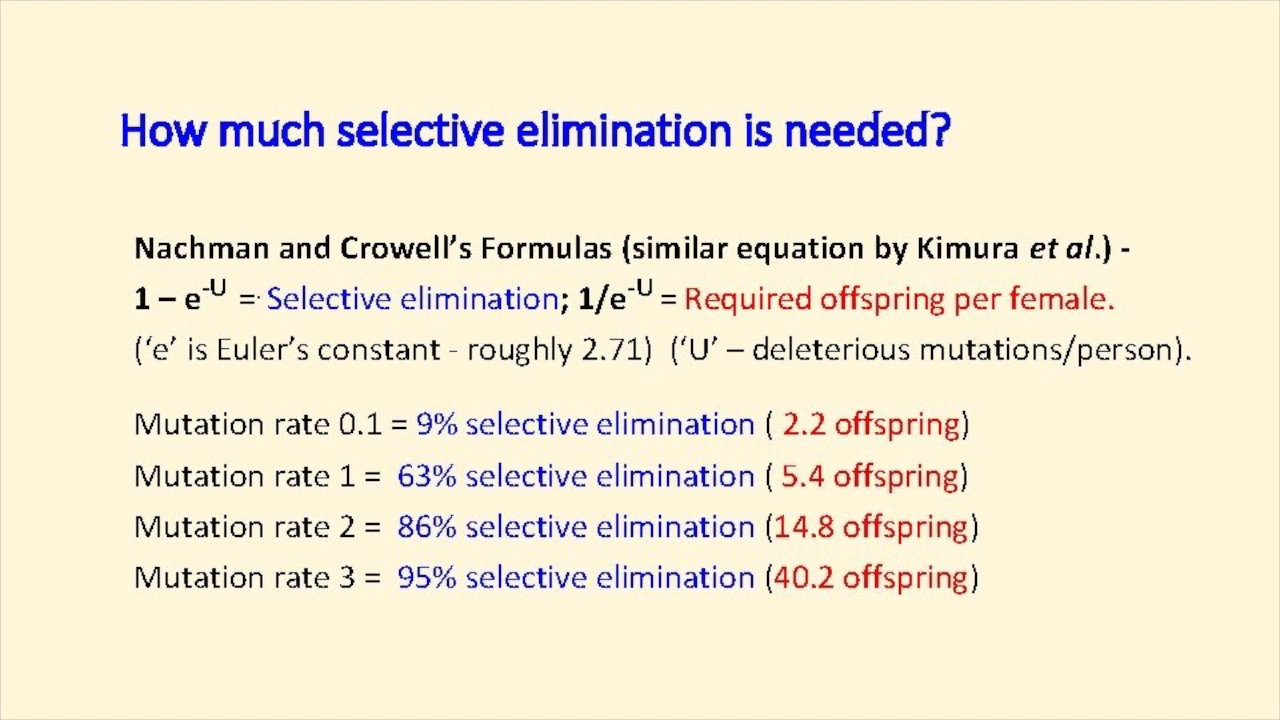 How much selective elimination is needed?
Nachman and Crowell's Formulas (similar equation by Kimura et al.) -
1 – e-U = Selective elimination; 1/e-U = Required offspring per female.
('e' is Euler's constant - roughly 2.71) ('U' – deleterious mutations/person).
Mutation rate 0.1 = 9% selective elimination ( 2.2 offspring)
Mutation rate 1 = 63% selective elimination ( 5.4 offspring)
Mutation rate 2 = 86% selective elimination (14.8 offspring)
Mutation rate 3 = 95% selective elimination (40.2 offspring)